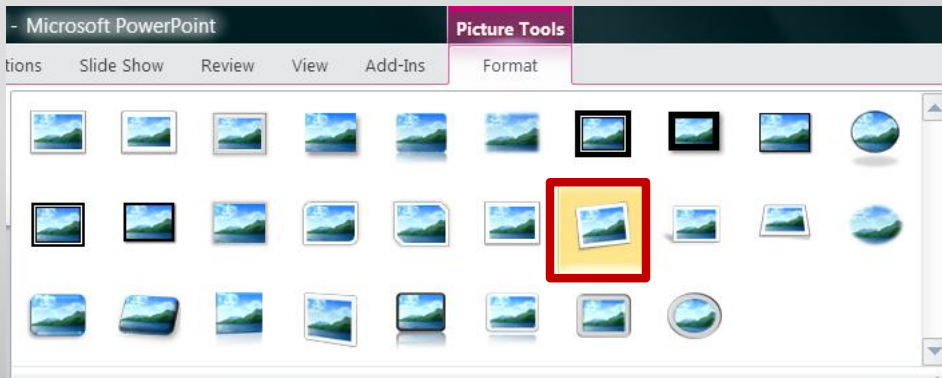 - Microsoft PowerPoint
Picture Tools
tions Slide Show Review View Add-Ins Format